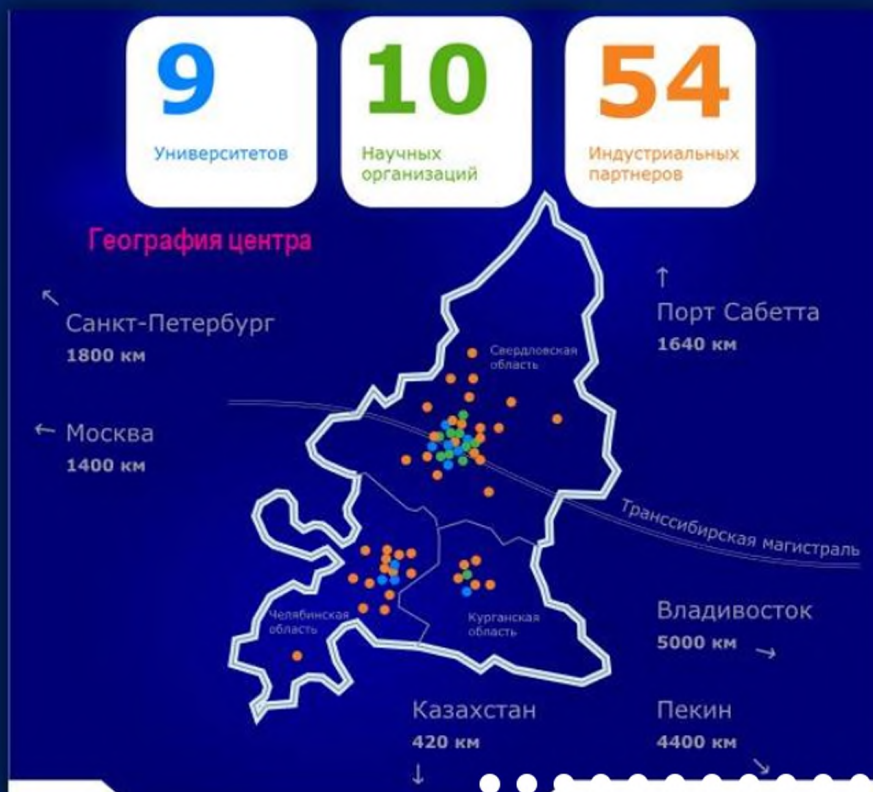 9
Университетов
10
Научных
организаций
54
Индустриальных
партнеров
География центра
Санкт-Петербург
1800 км
Москва
1400 км
Порт Сабетта
1640 км
Свердловская
область
Транссибирская магистраль
Челябинская
область
Курганская
область
Владивосток
5000 км
Казахстан
420 км
Пекин
4400 км